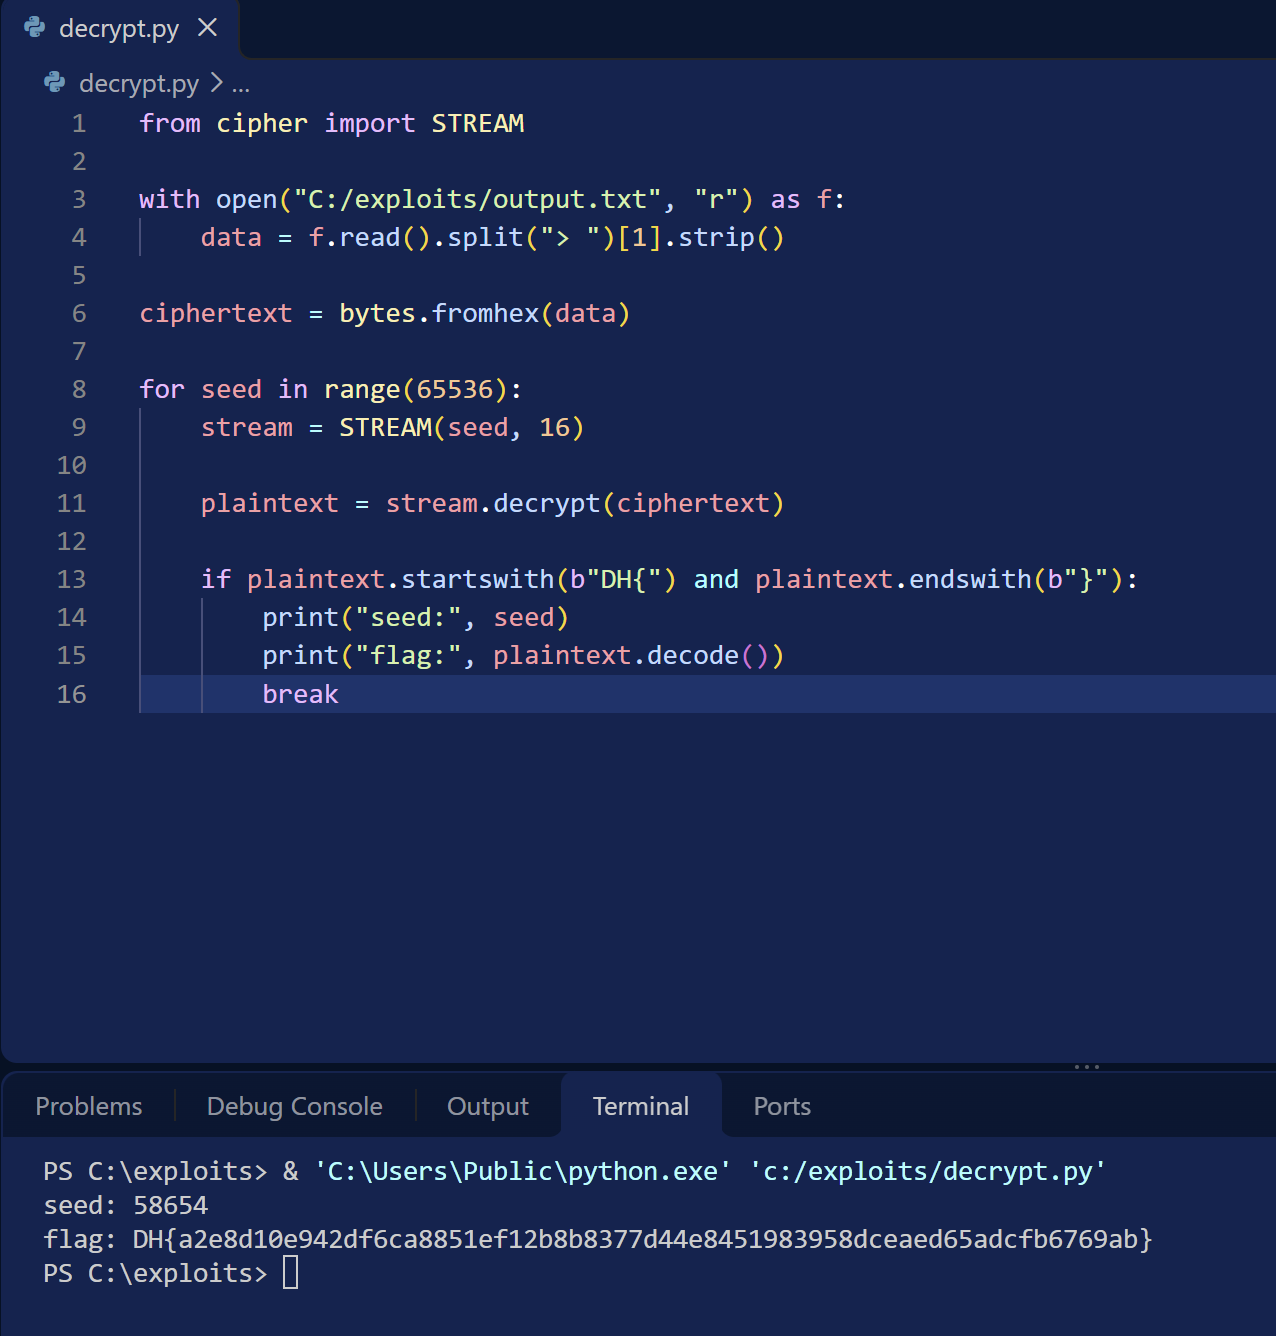 decrypt.py
decrypt.py > ...
1 from cipher import STREAM
2
3 with open("C:/exploits/output.txt", "r") as f:
4     data = f.read().split("> ")[1].strip()
5
6 ciphertext = bytes.fromhex(data)
7
8 for seed in range(65536):
9     stream = STREAM(seed, 16)
10
11     plaintext = stream.decrypt(ciphertext)
12
13     if plaintext.startswith(b"DH{") and plaintext.endswith(b"}"):
14         print("seed:", seed)
15         print("flag:", plaintext.decode())
16         break
Problems Debug Console Output Terminal Ports
PS C:\exploits> & 'C:\Users\Public\python.exe' 'c:/exploits/decrypt.py'
seed: 58654
flag: DH{a2e8d10e942df6ca8851ef12b8b8377d44e8451983958dceaed65adcfb6769ab}
PS C:\exploits>